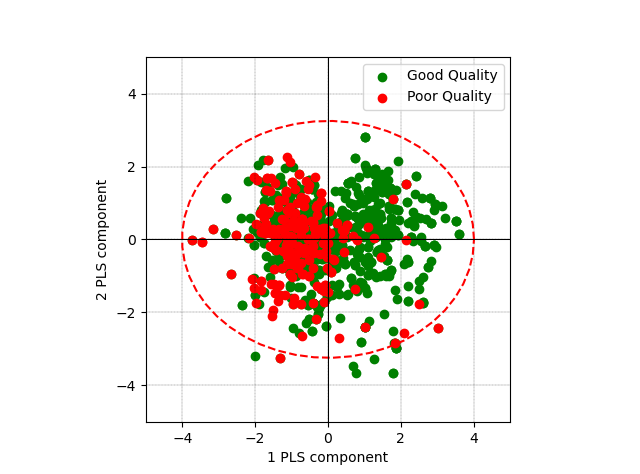 Good Quality
Poor Quality
2 PLS component
4
2
0
−2
−4
−4
−2
0
2
4
1 PLS component